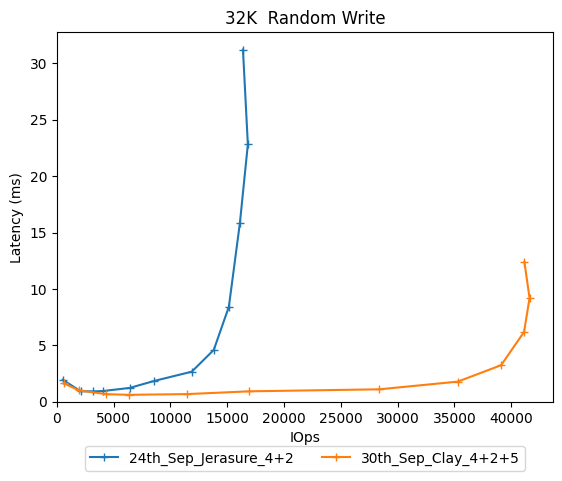 32K  Random Write
Latency (ms)
30
25
20
15
10
5
0
0 5000 10000 15000 20000 25000 30000 35000 40000
IOps
24th_Sep_Jerasure_4+2 30th_Sep_Clay_4+2+5